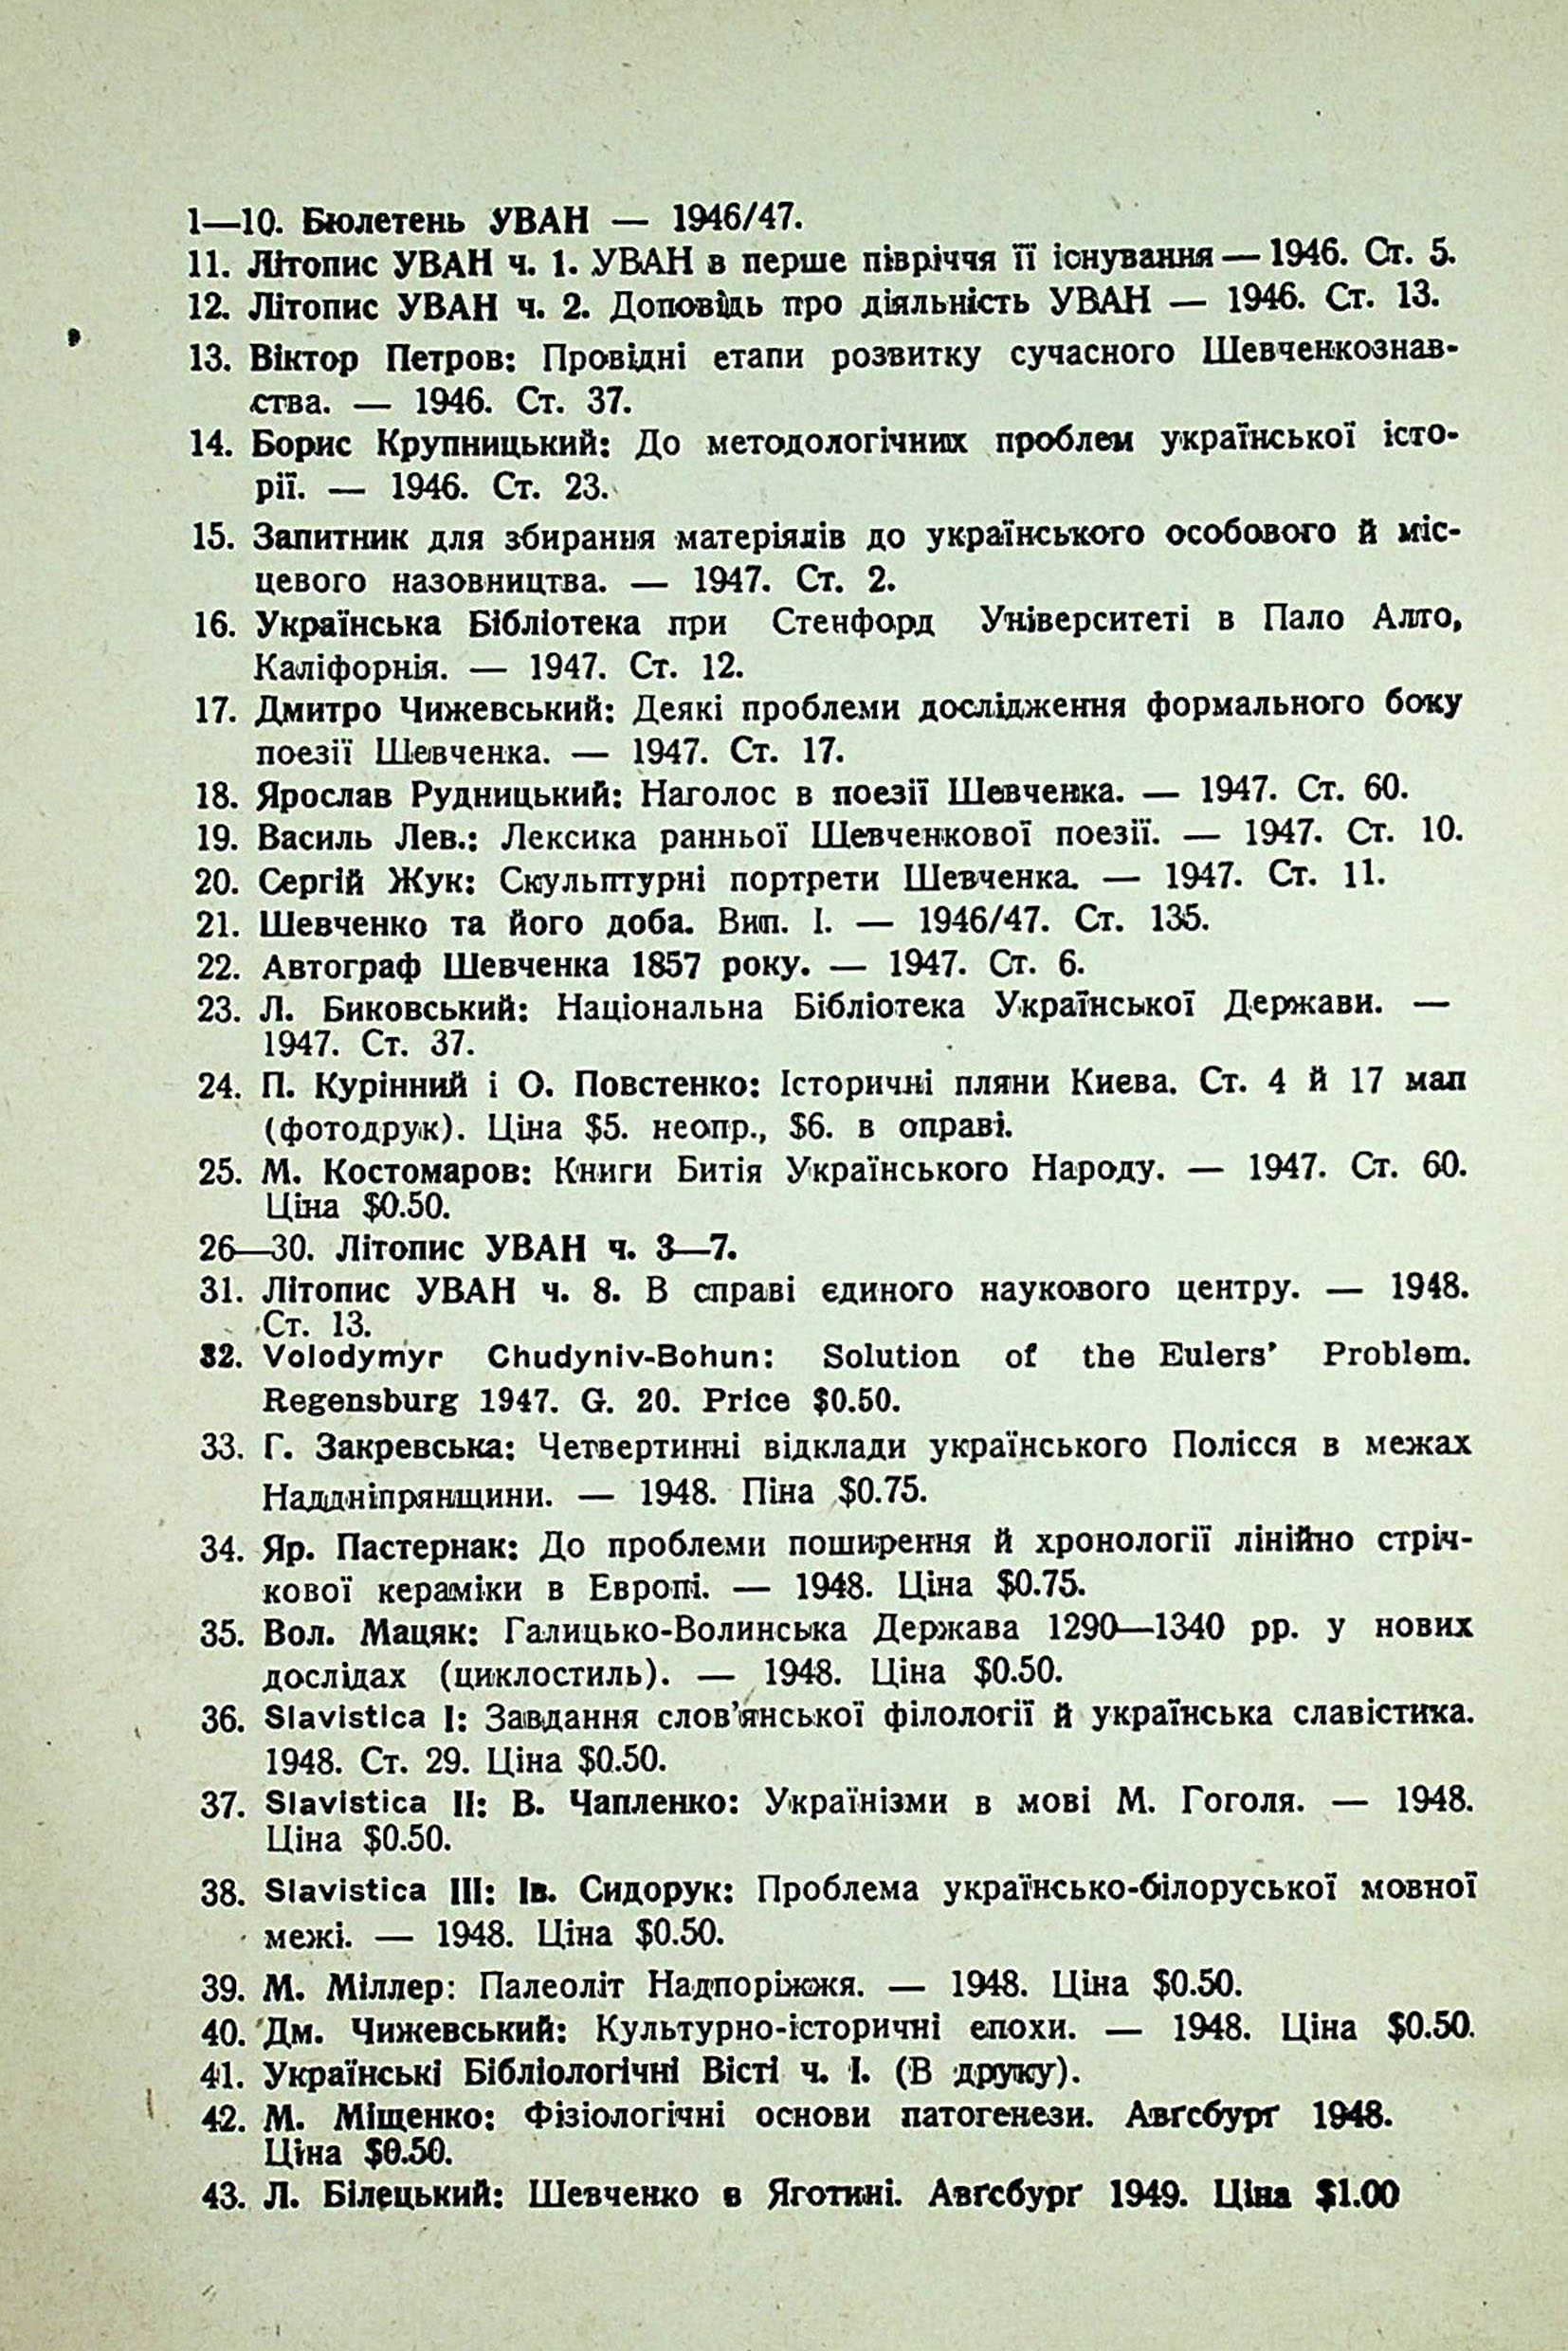 1—10. Бюлетень УВАН — 1946/47.
11. Літопис УВАН ч. 1. УВАН в перше півріччя її існування — 1946. Ст. 5.
12. Літопис УВАН ч. 2. Доповідь про діяльність УВАН — 1946. Ст. 13.
13. Віктор Петров: Провідні етапи розвитку сучасного Шевченкознав-
ства. — 1946. Ст. 37.
14. Борис Крупницький: До методологічних проблем української істо-
рії. — 1946. Ст. 23.
15. Запитник для збирання матеріялів до українського особового й міс-
цевого назовництва. — 1947. Ст. 2.
16. Українська Бібліотека при Стенфорд Університеті в Пало Алто,
Каліфорнія. — 1947. Ст. 12.
17. Дмитро Чижевський: Деякі проблеми дослідження формального боку
поезії Шевченка. — 1947. Ст. 17.
18. Ярослав Рудницький: Наголос в поезії Шевченка. — 1947. Ст. 60.
19. Василь Лев.: Лексика ранньої Шевченкової поезії. — 1947. Ст. 10.
20. Сергій Жук: Скульптурні портрети Шевченка. — 1947. Ст. 11.
21. Шевченко та його доба. Вип. I. — 1946/47. Ст. 135.
22. Автограф Шевченка 1857 року. — 1947. Ст. 6.
23. Л. Биковський: Національна Бібліотека Української Держави. —
1947. Ст. 37.
24. П. Курінний і О. Повстенко: Історичні пляни Києва. Ст. 4 й 17 мап
(фотодрук). Ціна $5. неопр., $6. в оправі.
25. М. Костомаров: Книги Битія Українського Народу. — 1947. Ст. 60.
Ціна $0.50.
26—30. Літопис УВАН ч. 3—7.
31. Літопис УВАН ч. 8. В справі єдиного наукового центру. — 1948.
Ст. 13.
32. Volodymyr Chudyniv-Bohun: Solution of the Eulers' Problem.
Regensburg 1947. G. 20. Price $0.50.
33. Г. Закревська: Четвертинні відклади українського Полісся в межах
Наддніпрянщини. — 1948. Піна $0.75.
34. Яр. Пастернак: До проблеми поширення й хронології лінійно стріч-
кової кераміки в Европі. — 1948. Ціна $0.75.
35. Вол. Мацяк: Галицько-Волинська Держава 1290—1340 рр. у нових
дослідах (циклостиль). — 1948. Ціна $0.50.
36. Slavistica I: Завдання слов'янської філології й українська славістика.
1948. Ст. 29. Ціна $0.50.
37. Slavistica II: В. Чапленко: Українізми в мові М. Гоголя. — 1948.
Ціна $0.50.
38. Slavistica III: Ів. Сидорук: Проблема українсько-білоруської мовної
межі. — 1948. Ціна $0.50.
39. М. Міллер: Палеоліт Надпоріжжя. — 1948. Ціна $0.50.
40. Дм. Чижевський: Культурно-історичні епохи. — 1948. Ціна $0.50.
41. Українські Бібліологічні Вісті ч. I. (В друку).
42. М. Міщенко: Фізіологічні основи патогенези. Авґсбурґ 1948.
Ціна $0.50.
43. Л. Білецький: Шевченко в Яготині. Авґсбурґ 1949. Ціна $1.00